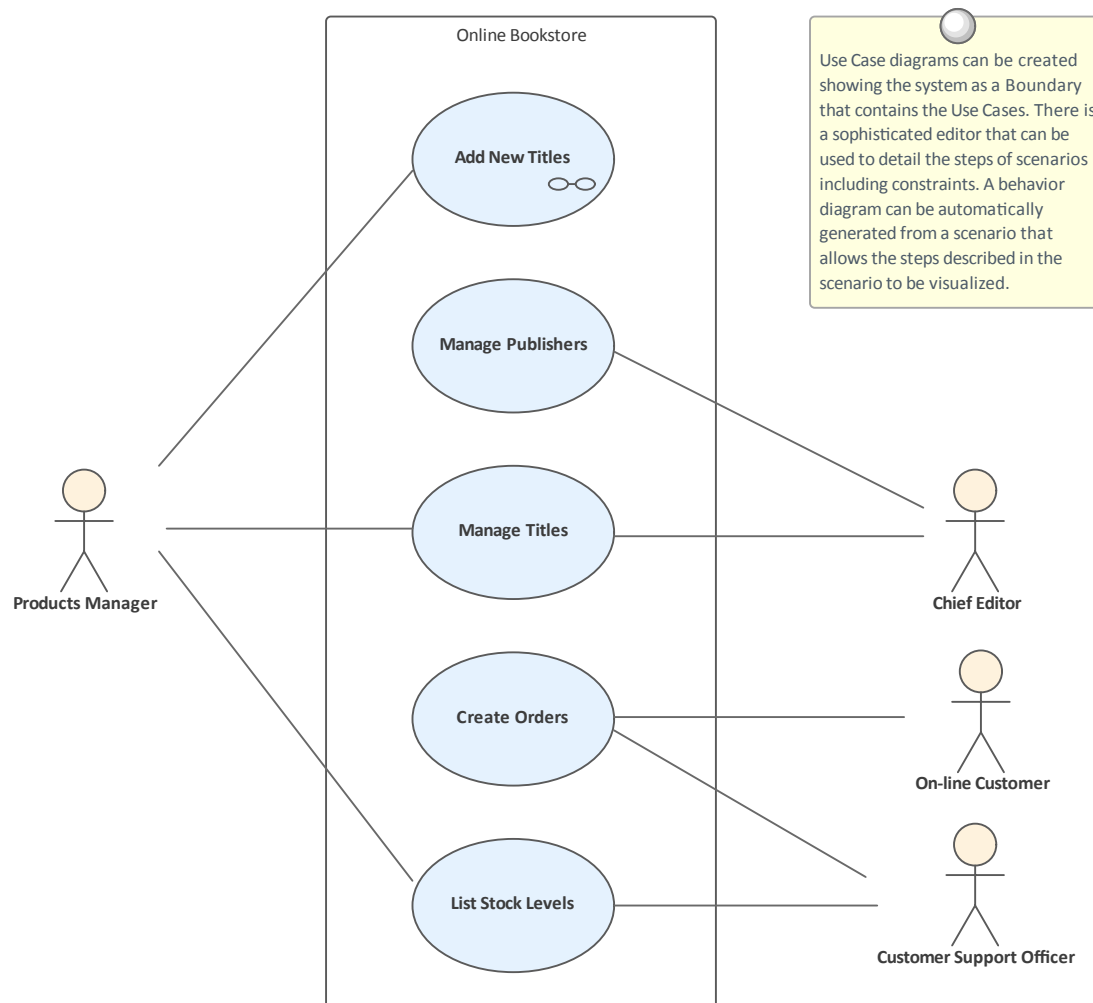 Online Bookstore
Use Case diagrams can be created
showing the system as a Boundary
that contains the Use Cases. There is
a sophisticated editor that can be
used to detail the steps of scenarios
including constraints. A behavior
diagram can be automatically
generated from a scenario that
allows the steps described in the
scenario to be visualized.
Add New Titles
Manage Publishers
Manage Titles
Products Manager
Chief Editor
Create Orders
On-line Customer
List Stock Levels
Customer Support Officer